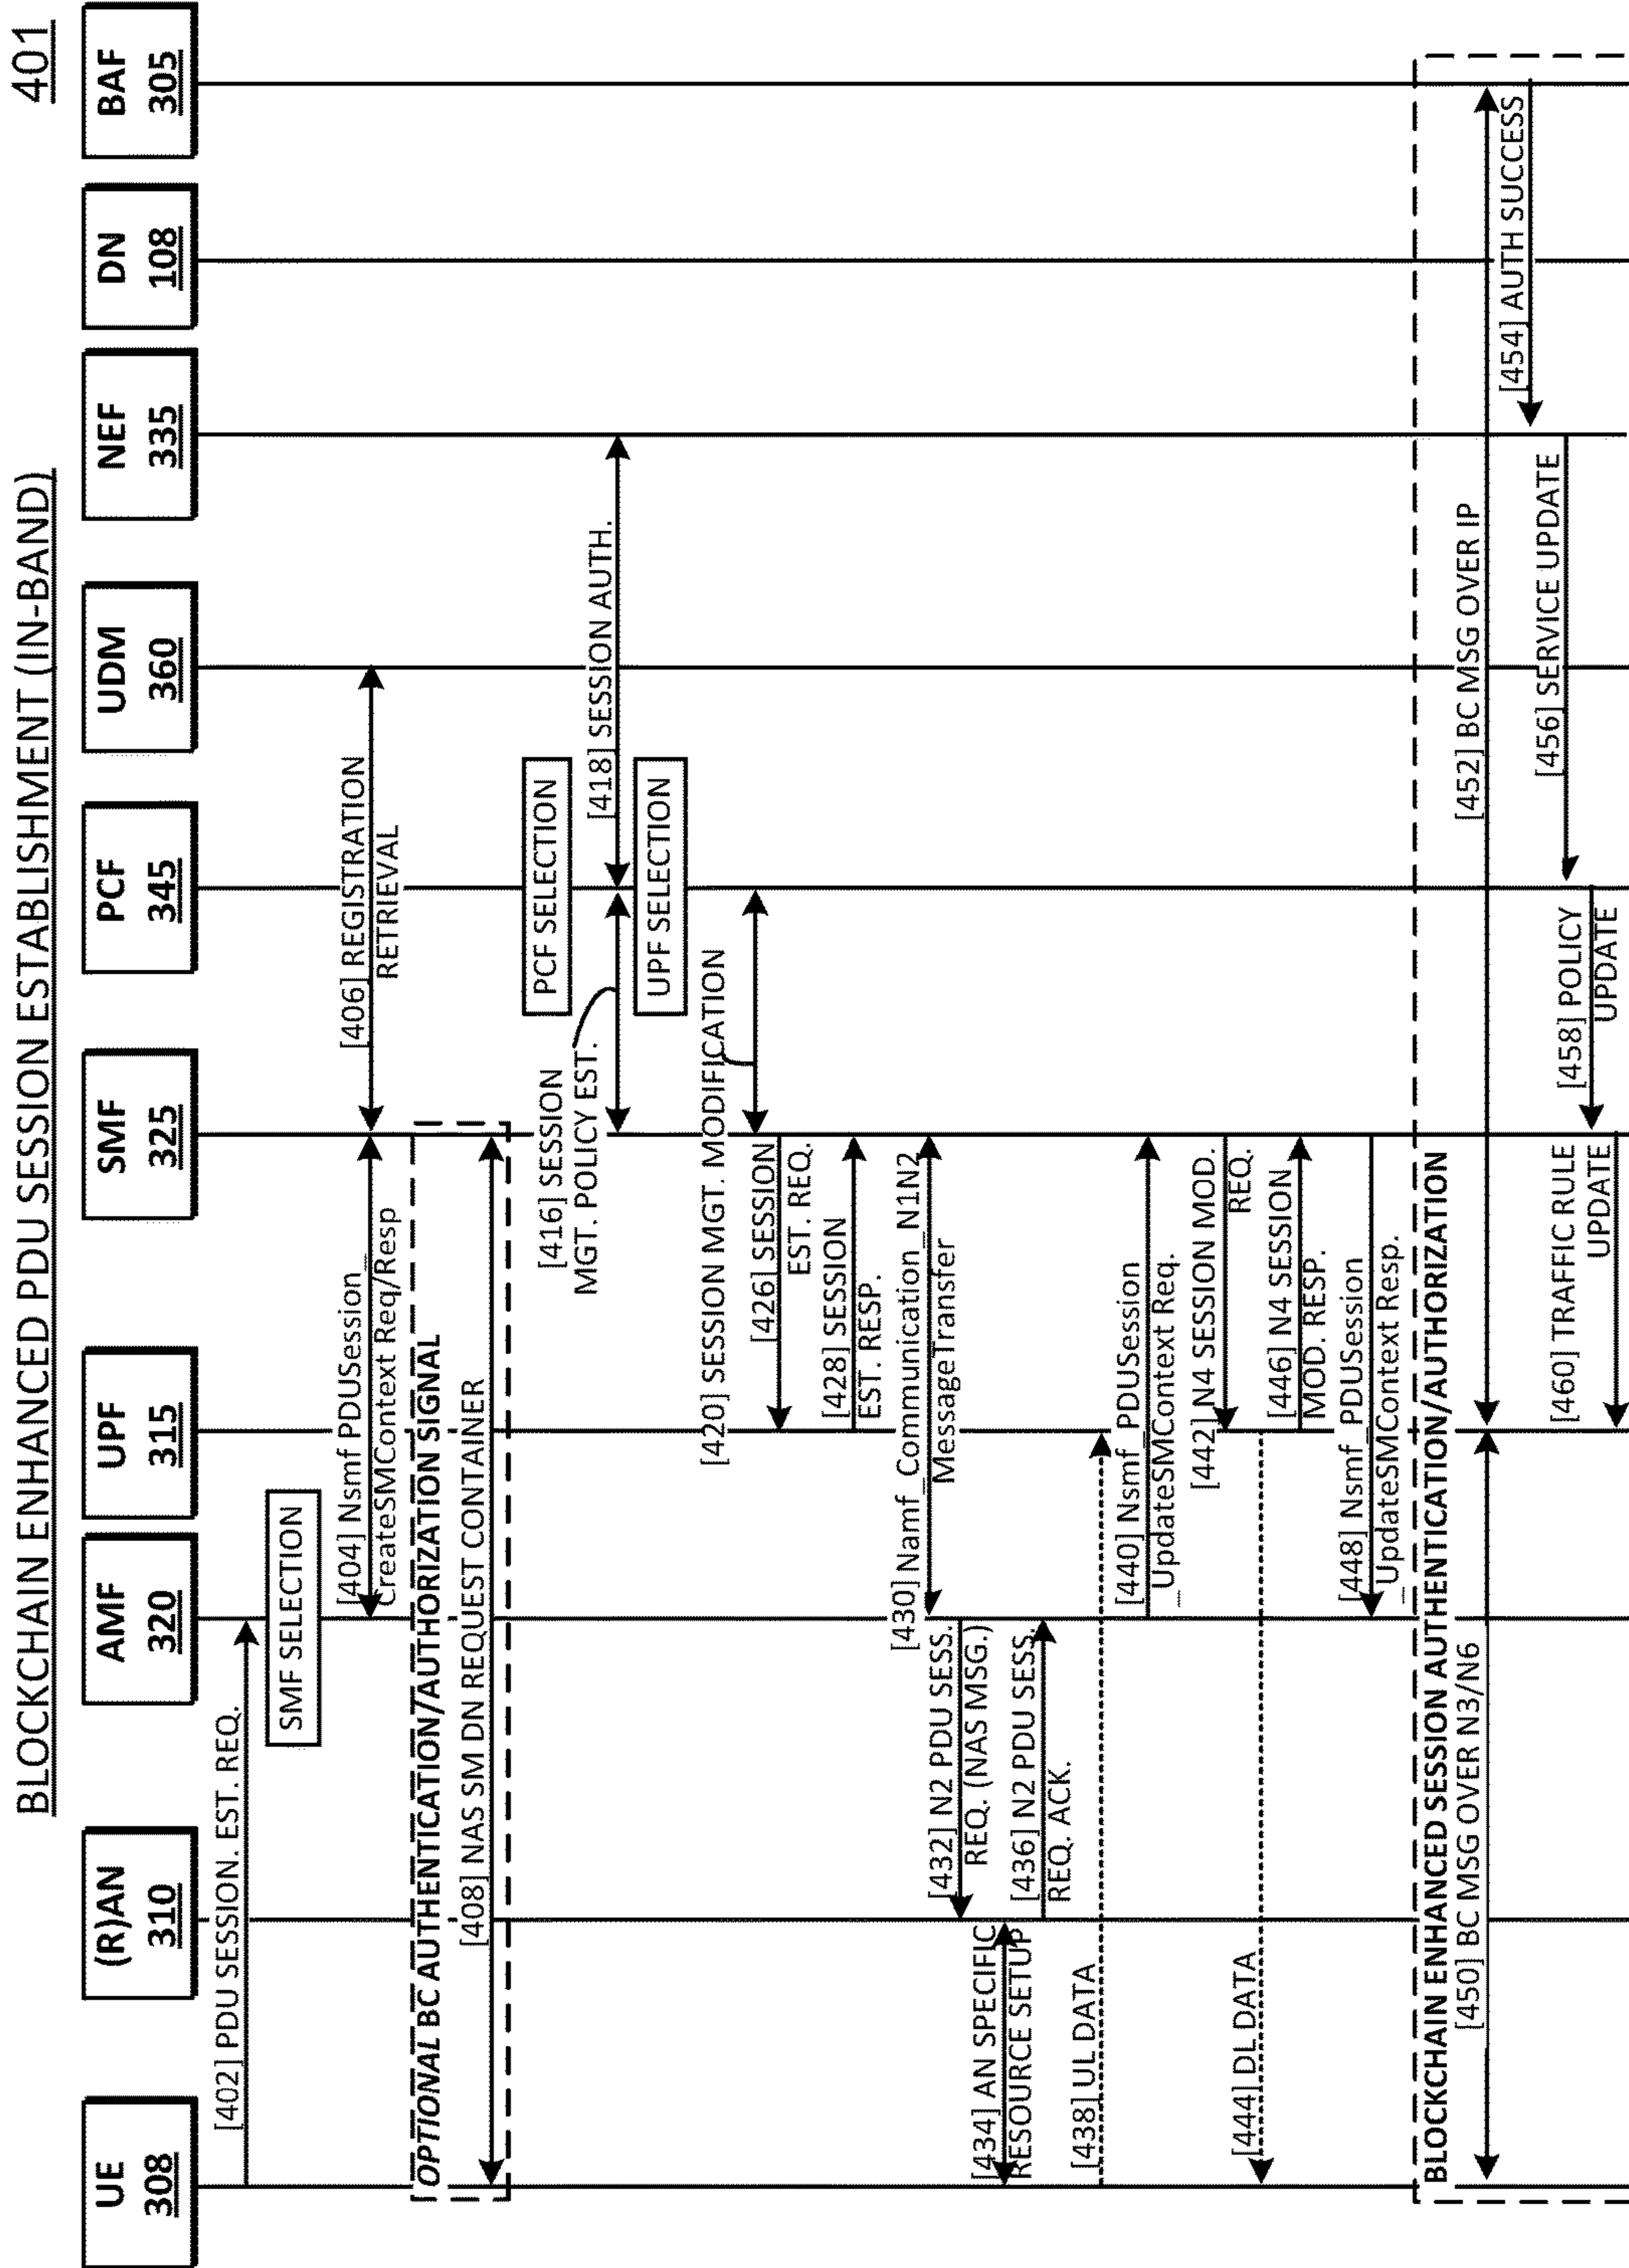 BLOCKCHAIN ENHANCED PDU SESSION ESTABLISHMENT (IN-BAND)
401
UE
308
(R)AN
310
AMF
320
UPF
315
SMF
325
PCF
345
UDM
360
NEF
335
DN
108
BAF
305
[402] PDU SESSION. EST. REQ.
SMF SELECTION
[404] Nsmf PDUSession_
CreateSMContext Req/Resp
[406] REGISTRATION
RETRIEVAL
OPTIONAL BC AUTHENTICATION/AUTHORIZATION SIGNAL
[408] NAS SM DN REQUEST CONTAINER
PCF SELECTION
[416] SESSION
MGT. POLICY EST.
[418] SESSION AUTH.
UPF SELECTION
[420] SESSION MGT. MODIFICATION
[426] SESSION
EST. REQ.
[428] SESSION
EST. RESP.
[430] Namf_Communication_N1N2
MessageTransfer
[432] N2 PDU SESS.
REQ. (NAS MSG.)
[434] AN SPECIFIC
RESOURCE SETUP
[436] N2 PDU SESS.
REQ. ACK.
[438] UL DATA
[440] Nsmf_PDUSession
_UpdateSMContext Req.
[442] N4 SESSION MOD.
REQ.
[444] DL DATA
[446] N4 SESSION
MOD. RESP.
[448] Nsmf_PDUSession
_UpdateSMContext Resp.
BLOCKCHAIN ENHANCED SESSION AUTHENTICATION/AUTHORIZATION
[450] BC MSG OVER N3/N6
[452] BC MSG OVER IP
[454] AUTH SUCCESS
[456] SERVICE UPDATE
[458] POLICY
UPDATE
[460] TRAFFIC RULE
UPDATE